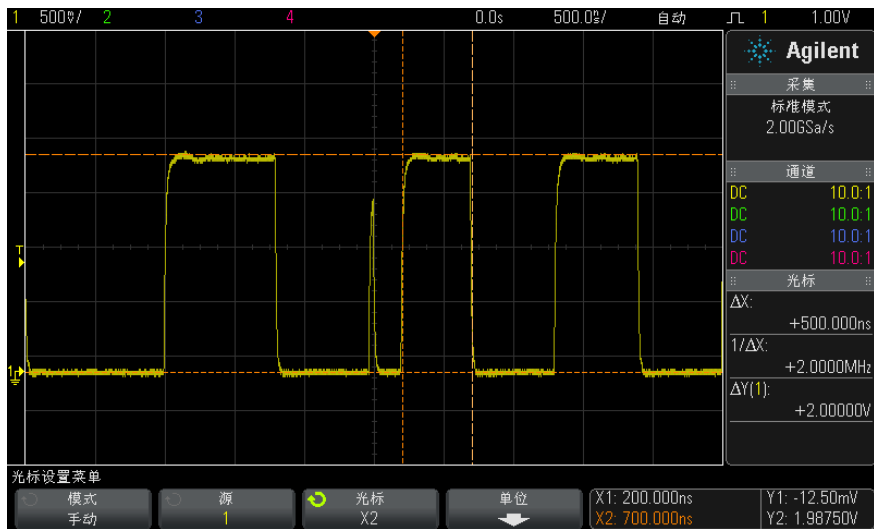 1 500mV/ 2 3 4 0.0s 500.0ns/ 自动 1 1.00V
Agilent
采集
标准模式
2.00GSa/s
通道
DC 10.0:1
DC 10.0:1
DC 10.0:1
DC 10.0:1
光标
ΔX:
+500.000ns
1/ΔX:
+2.0000MHz
ΔY(1):
+2.00000V
T
1
光标设置菜单
模式
手动
源
1
光标
X2
单位
X1: 200.000ns
X2: 700.000ns
Y1: -12.50mV
Y2: 1.98750V